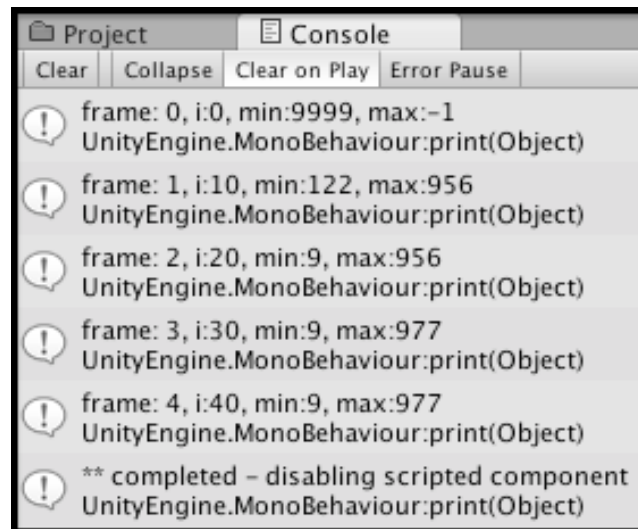 Project Console
Clear Collapse Clear on Play Error Pause
frame: 0, i:0, min:9999, max:-1
UnityEngine.MonoBehaviour:print(Object)
frame: 1, i:10, min:122, max:956
UnityEngine.MonoBehaviour:print(Object)
frame: 2, i:20, min:9, max:956
UnityEngine.MonoBehaviour:print(Object)
frame: 3, i:30, min:9, max:977
UnityEngine.MonoBehaviour:print(Object)
frame: 4, i:40, min:9, max:977
UnityEngine.MonoBehaviour:print(Object)
** completed – disabling scripted component
UnityEngine.MonoBehaviour:print(Object)